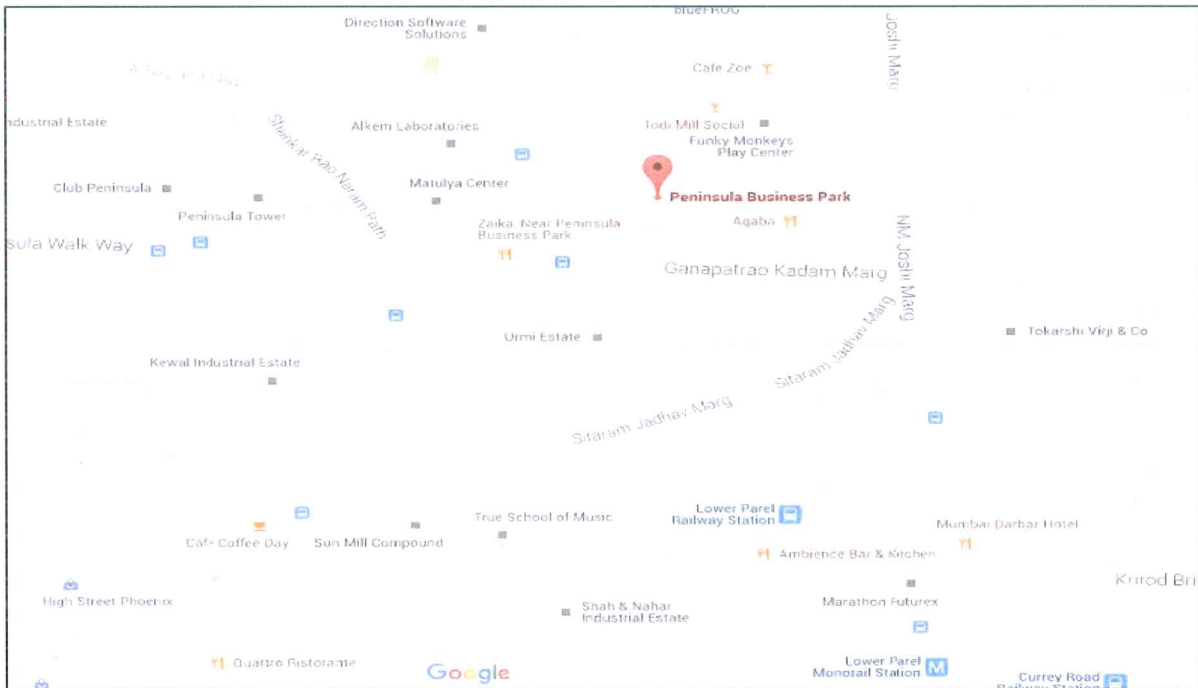 blueFROG
Direction Software
Solutions
Joshi Marg
Cafe Zoe
ndustrial Estate
Alkem Laboratories
Todi Mill Social
Funky Monkeys
Play Center
Shankar Rao Naram Path
Club Peninsula
Matulya Center
Peninsula Business Park
Peninsula Tower
Zaika, Near Peninsula
Business Park
Aqaba
sula Walk Way
NM Joshi Marg
Ganapatrao Kadam Marg
Urmi Estate
Tokarshi Virji & Co
Kewal Industrial Estate
Sitaram Jadhav Marg
Sitaram Jadhav Marg
Lower Parel
Railway Station
True School of Music
Mumbai Darbar Hotel
Cafe Coffee Day
Sun Mill Compound
Ambience Bar & Kitchen
High Street Phoenix
Marathon Futurex
Shah & Nahar
Industrial Estate
Quattro Ristorante
Google
Lower Parel
Monorail Station
M
Currey Road
Railway Station